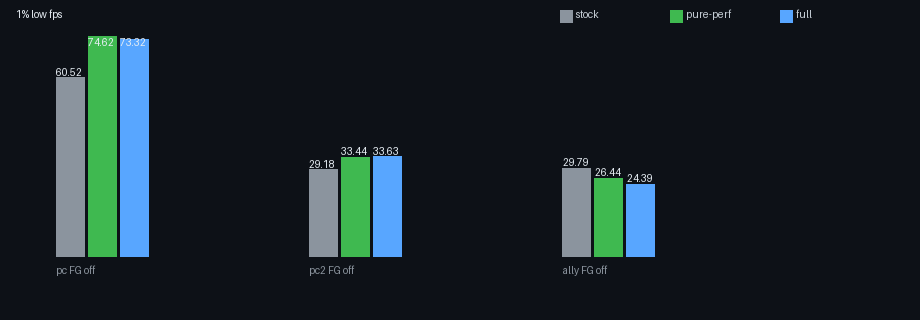 1% low fps
stock
pure-perf
full
60.52
74.62
73.32
29.18
33.44
33.63
29.79
26.44
24.39
pc FG off
pc2 FG off
ally FG off